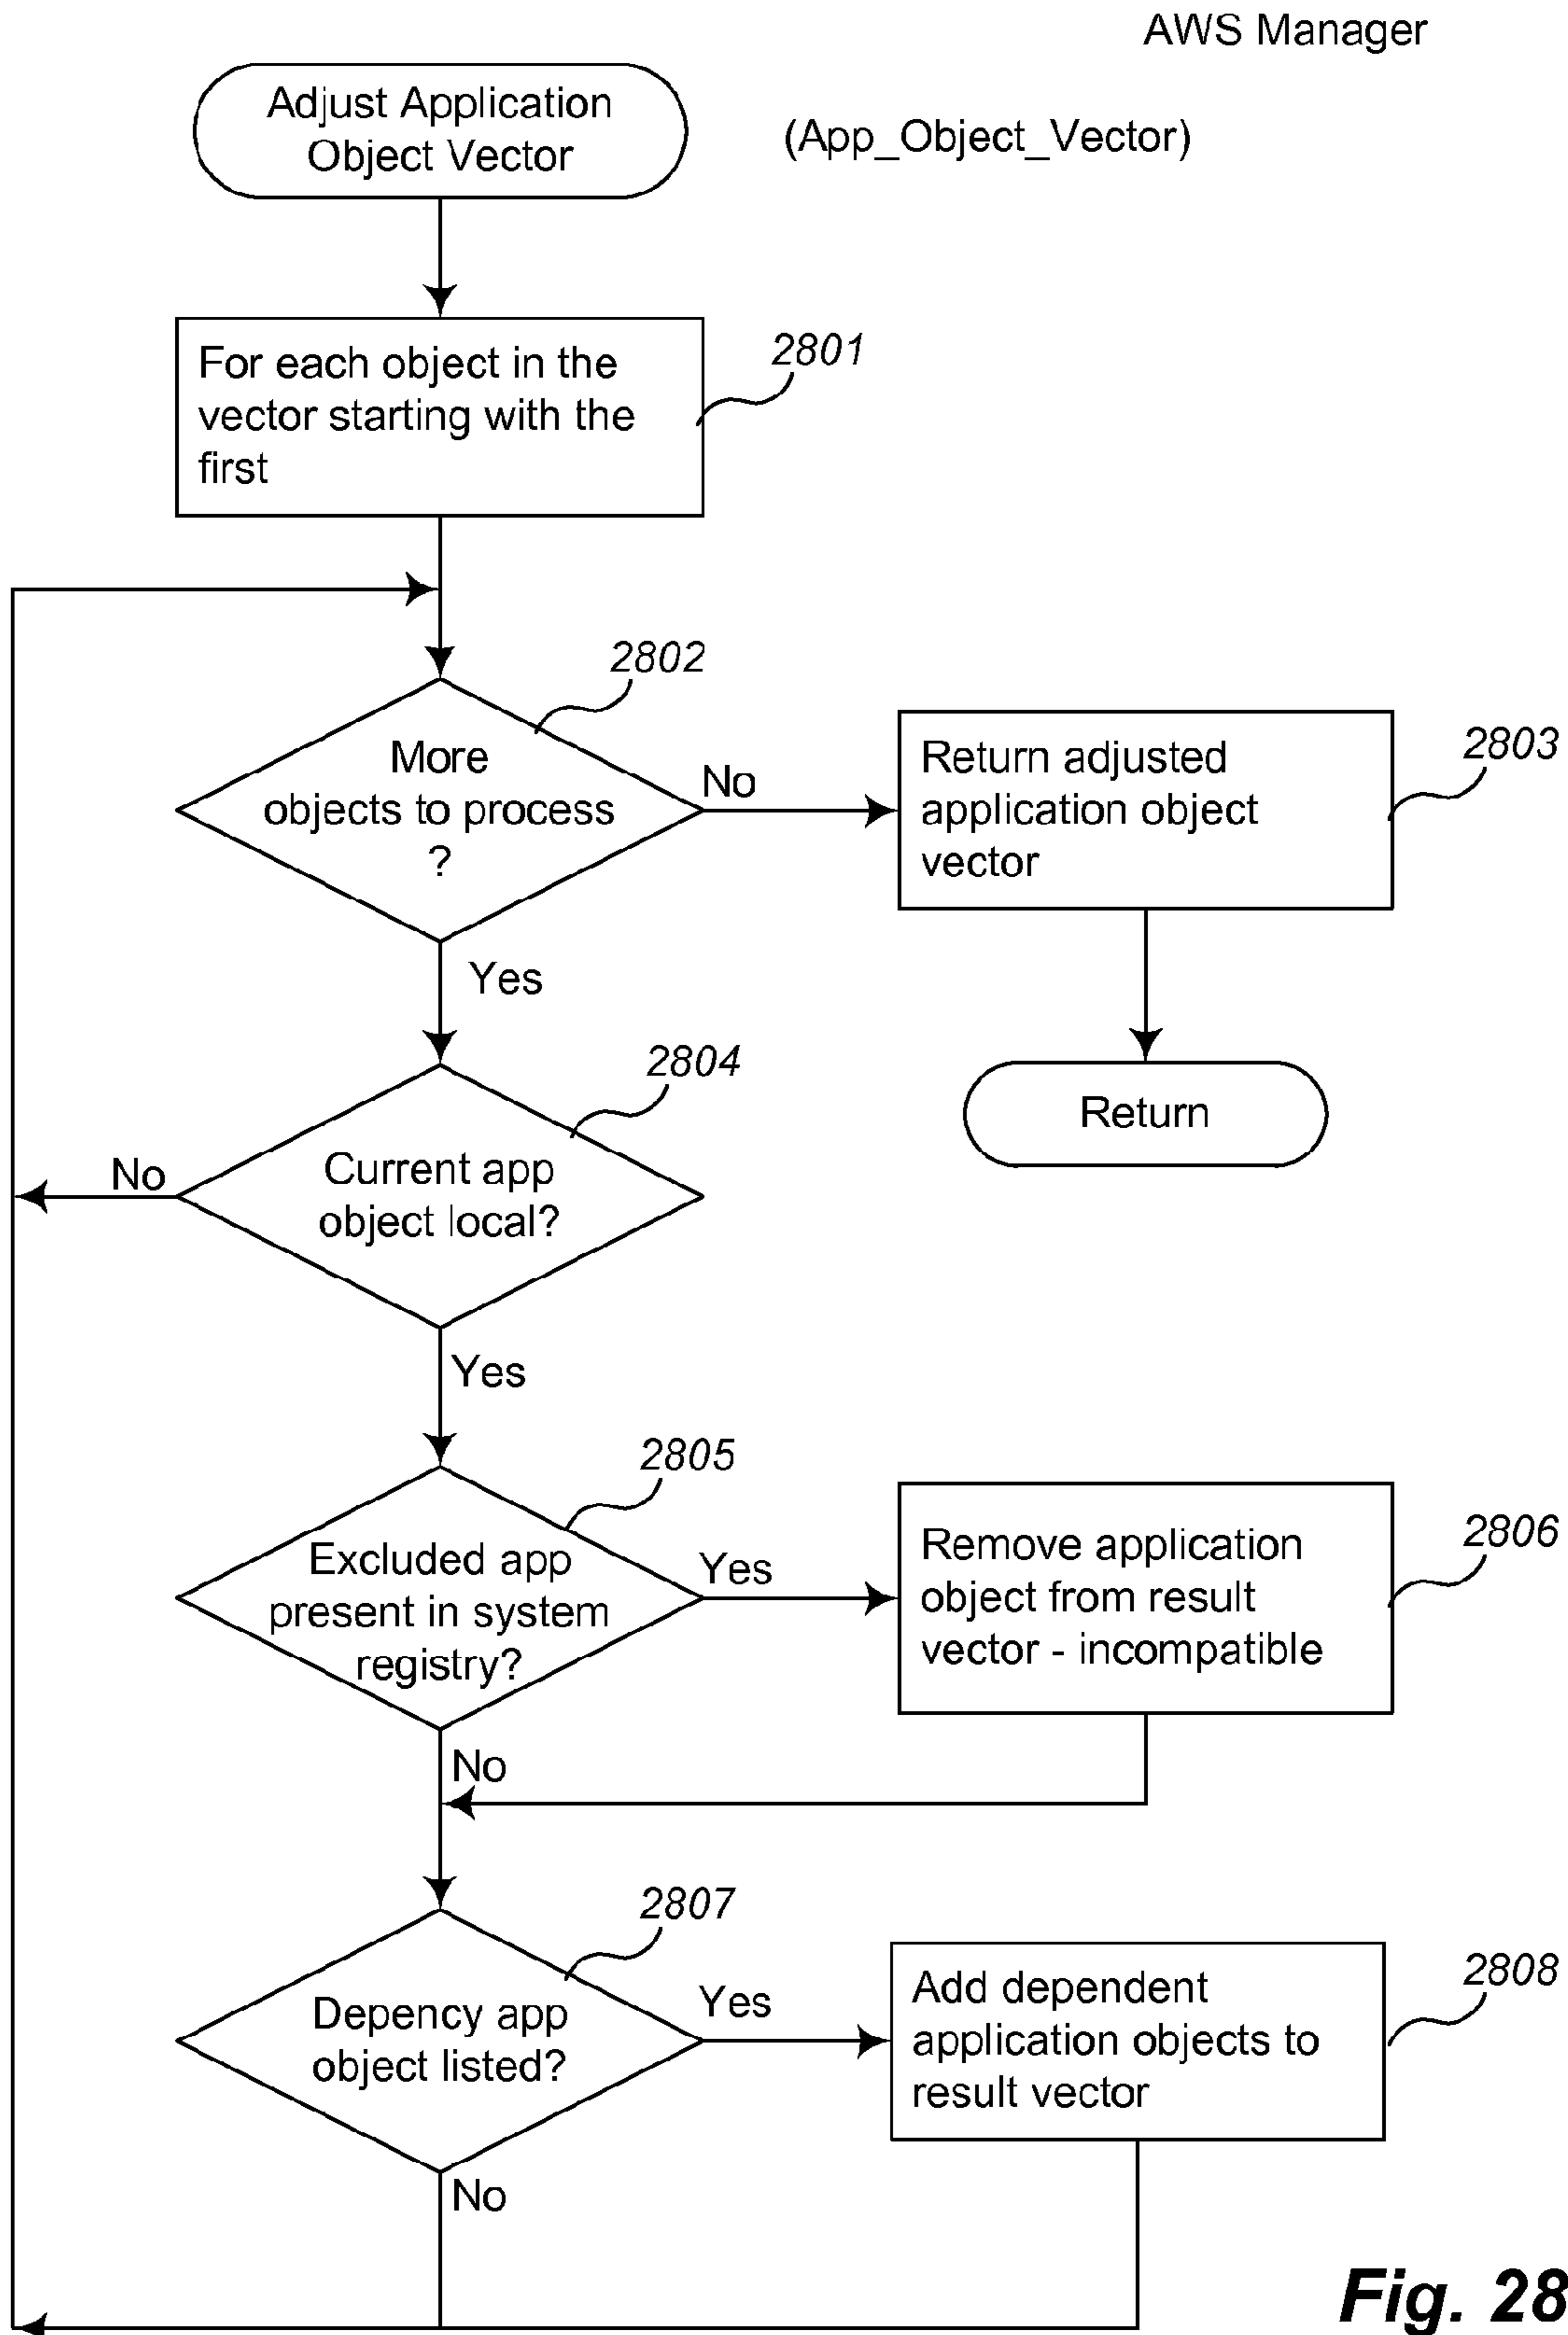 AWS Manager
Adjust Application
Object Vector
(App_Object_Vector)
For each object in the
vector starting with the
first
2801
2802
More
objects to process
?
No
Return adjusted
application object
vector
2803
Yes
2804
Return
Current app
object local?
No
Yes
2805
Excluded app
present in system
registry?
Yes
Remove application
object from result
vector - incompatible
2806
No
2807
Depency app
object listed?
Yes
Add dependent
application objects to
result vector
2808
No
Fig. 28